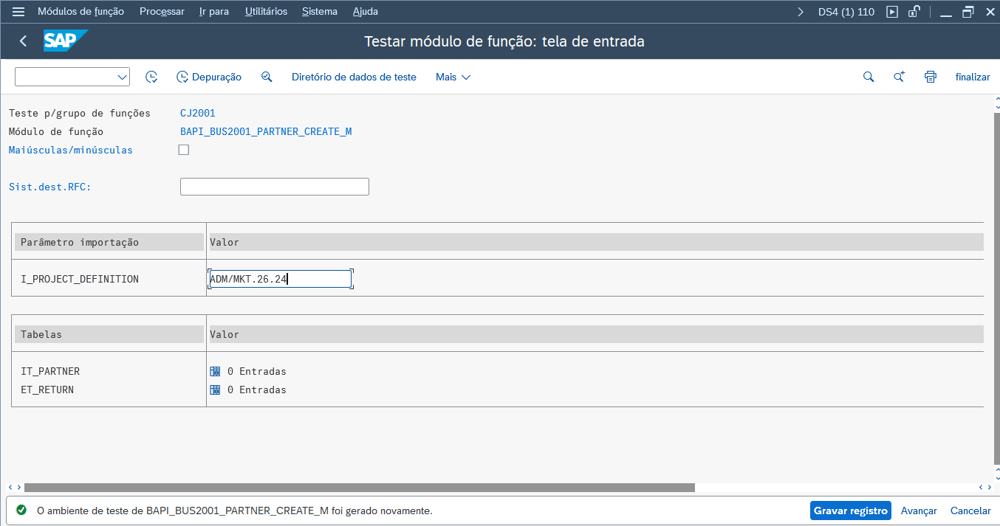 Módulos de função Processar Ir para Utilitários Sistema Ajuda DS4 (1) 110
SAP Testar módulo de função: tela de entrada
Depuração Diretório de dados de teste Mais finalizar
Teste p/grupo de funções CJ2001
Módulo de função BAPI_BUS2001_PARTNER_CREATE_M
Maiúsculas/minúsculas
Sist.dest.RFC:
Parâmetro importação Valor
I_PROJECT_DEFINITION ADM/MKT.26.24
Tabelas Valor
IT_PARTNER 0 Entradas
ET_RETURN 0 Entradas
O ambiente de teste de BAPI_BUS2001_PARTNER_CREATE_M foi gerado novamente. Gravar registro Avançar Cancelar